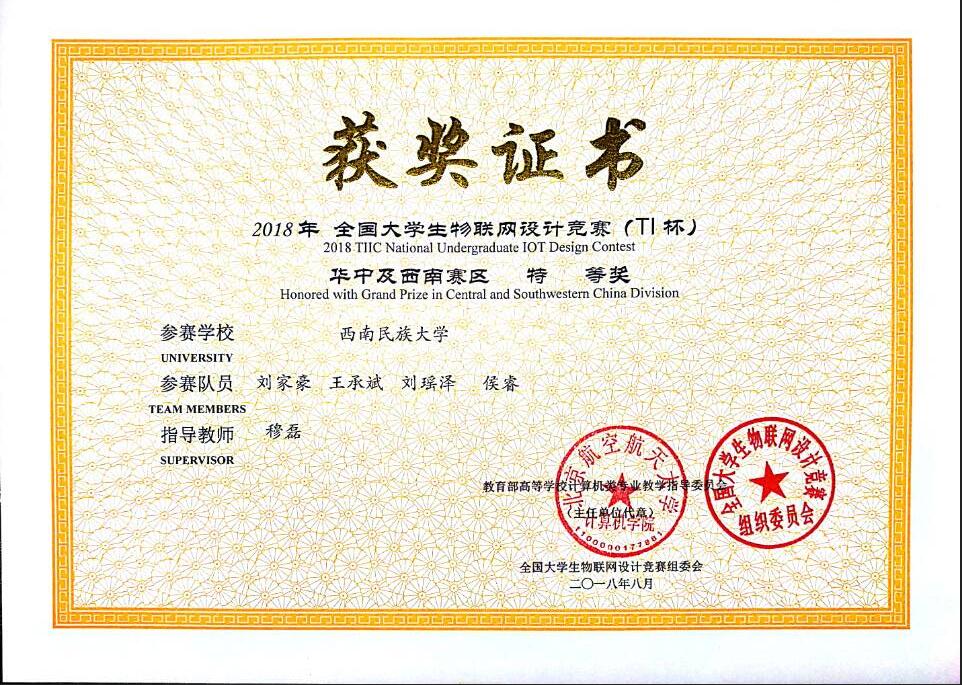 获奖证书
2018年 全国大学生物联网设计竞赛（TI杯）
2018 TIIC National Undergraduate IOT Design Contest
华中及西南赛区 特 等奖
Honored with Grand Prize in Central and Southwestern China Division
参赛学校 西南民族大学
UNIVERSITY
参赛队员 刘家豪 王承斌 刘瑶泽 侯睿
TEAM MEMBERS
指导教师 穆磊
SUPERVISOR
教育部高等学校计算机类专业教学指导委员会
（主任单位代章）
北京航空航天大学
计算机学院
1100000177881
全国大学生物联网设计竞赛
组织委员会
全国大学生物联网设计竞赛组委会
二〇一八年八月